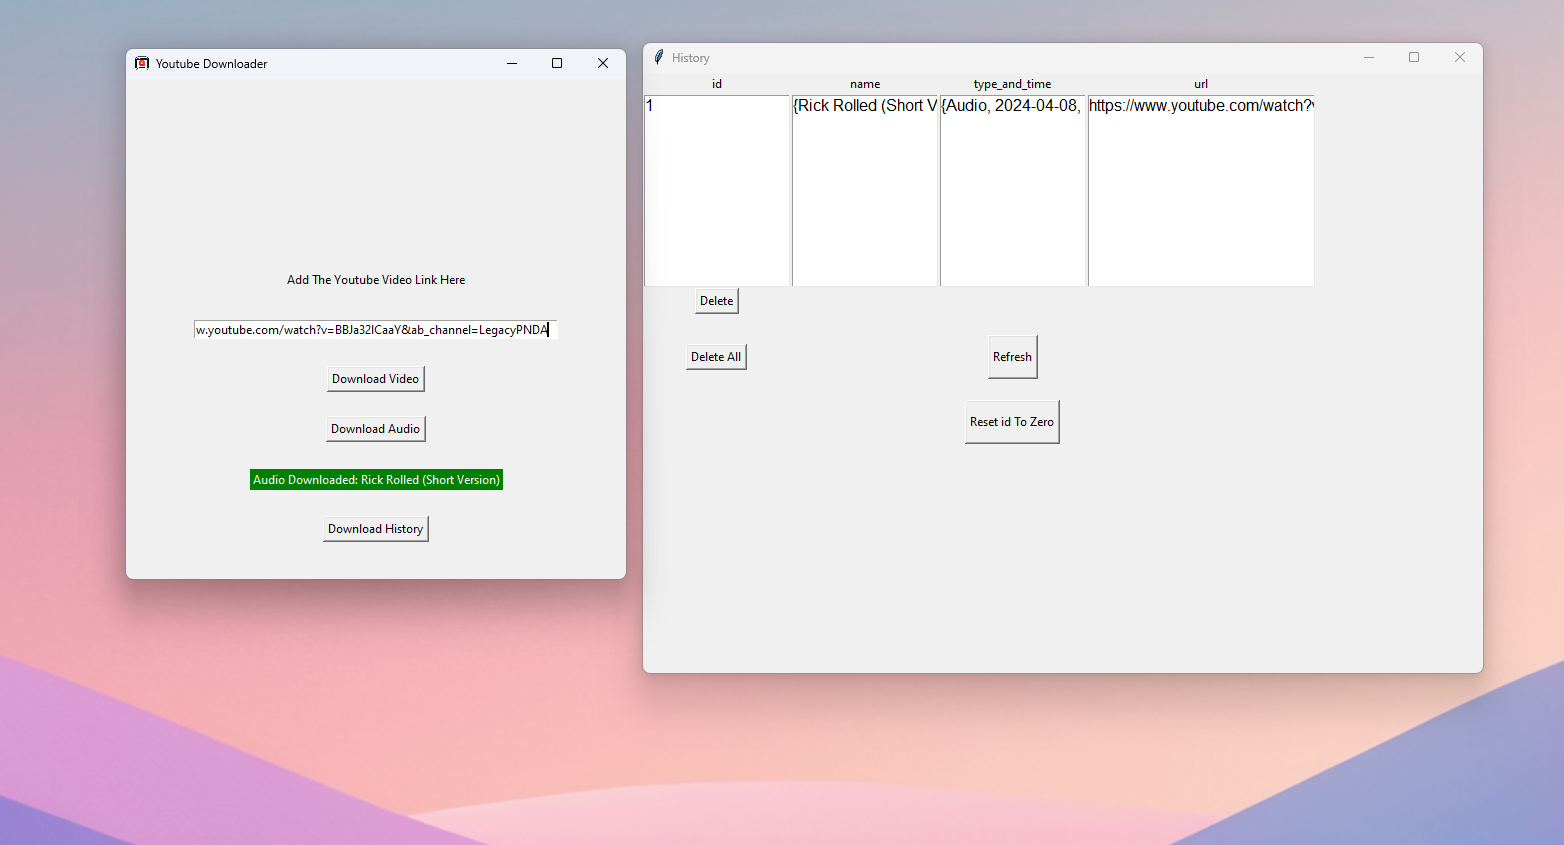 Youtube Downloader
Add The Youtube Video Link Here
w.youtube.com/watch?v=BBJa32lCaaY&ab_channel=LegacyPNDA
Download Video
Download Audio
Audio Downloaded: Rick Rolled (Short Version)
Download History
History
id name type_and_time url
1 {Rick Rolled (Short V {Audio, 2024-04-08, https://www.youtube.com/watch?v
Delete
Delete All
Refresh
Reset id To Zero